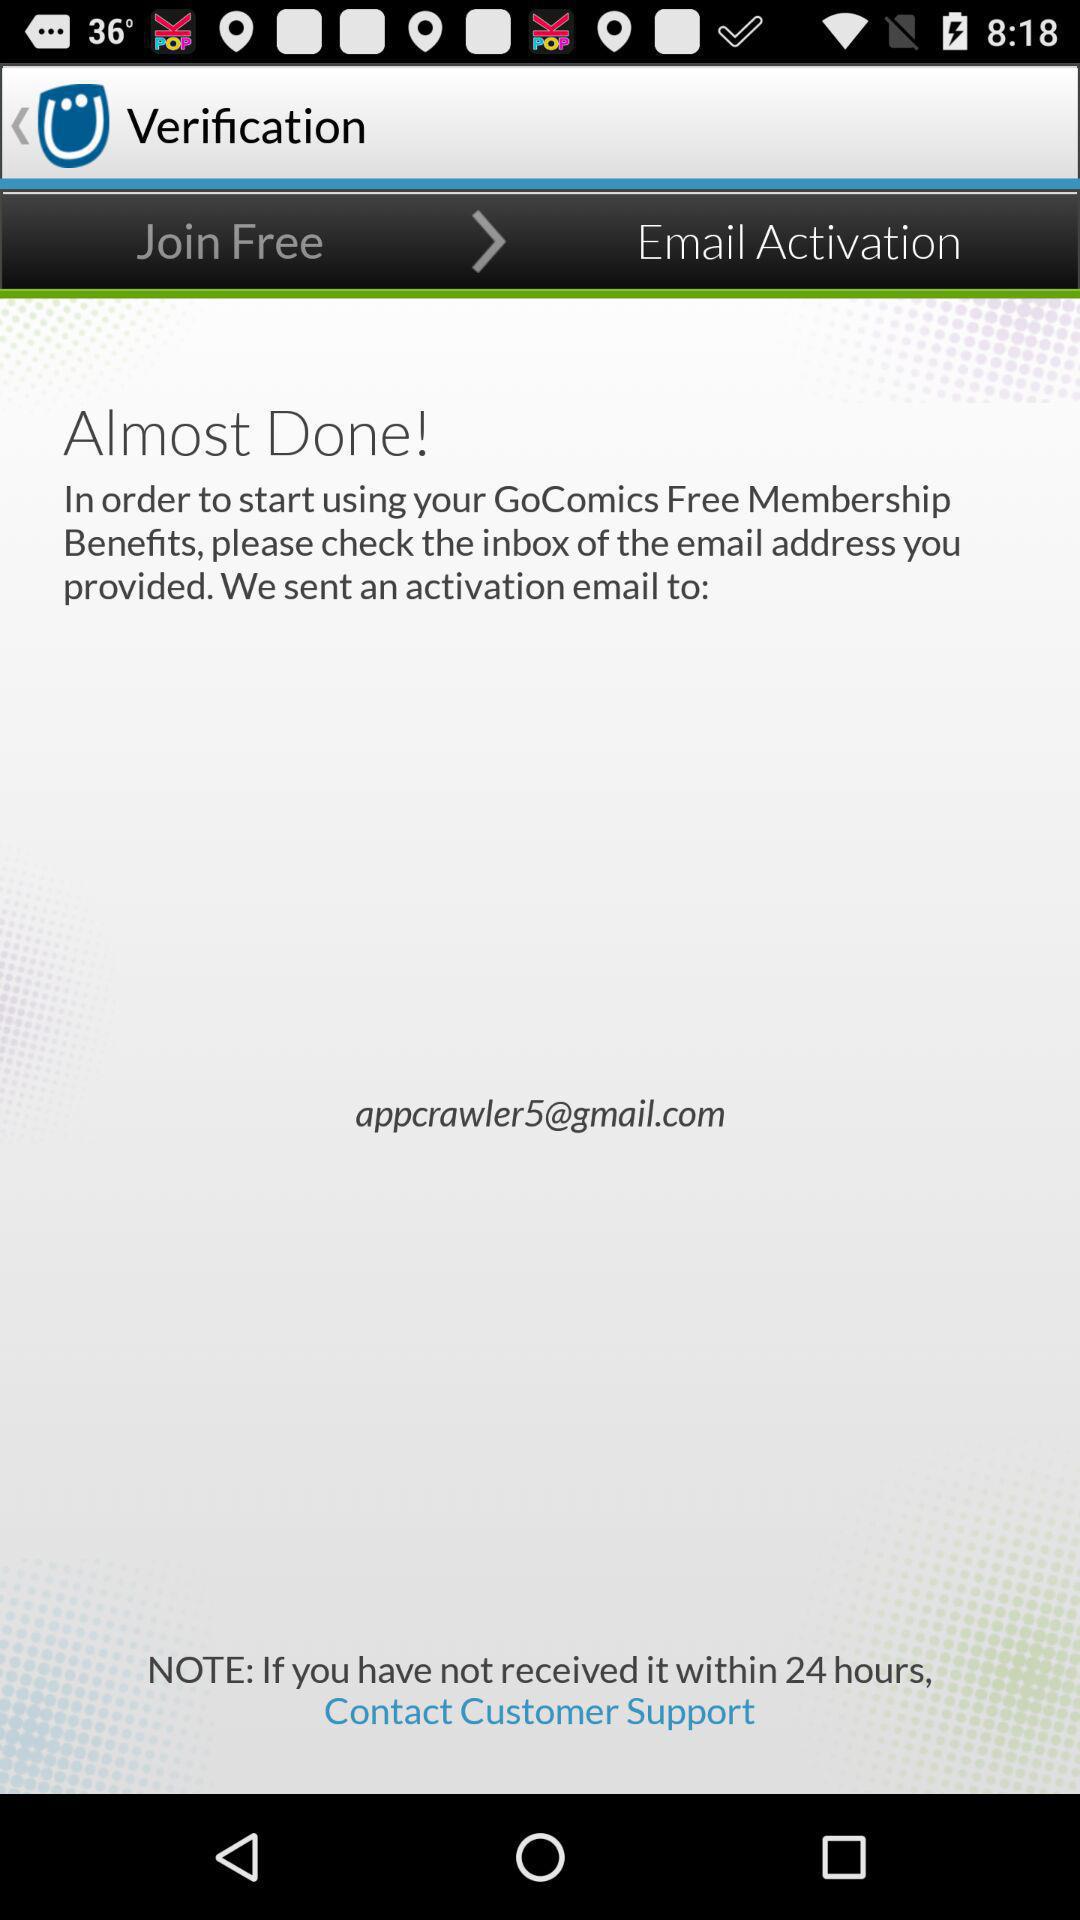 36°
KPOP
KPOP
8:18
Verification
Join Free
Email Activation
Almost Done!
In order to start using your GoComics Free Membership
Benefits, please check the inbox of the email address you
provided. We sent an activation email to:
appcrawler5@gmail.com
NOTE: If you have not received it within 24 hours,
Contact Customer Support